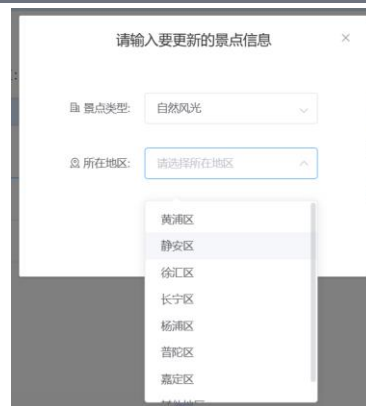 请输入要更新的景点信息
景点类型: 自然风光
所在地区: 请选择所在地区
黄浦区
静安区
徐汇区
长宁区
杨浦区
普陀区
嘉定区